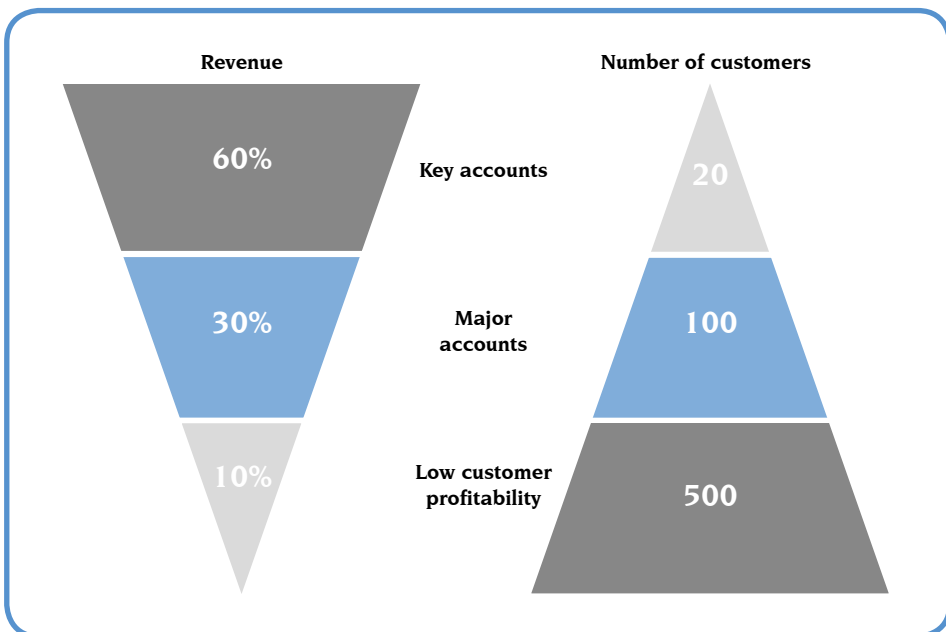 Revenue
Number of customers
60%
Key accounts
20
30%
Major
accounts
100
10%
Low customer
profitability
500